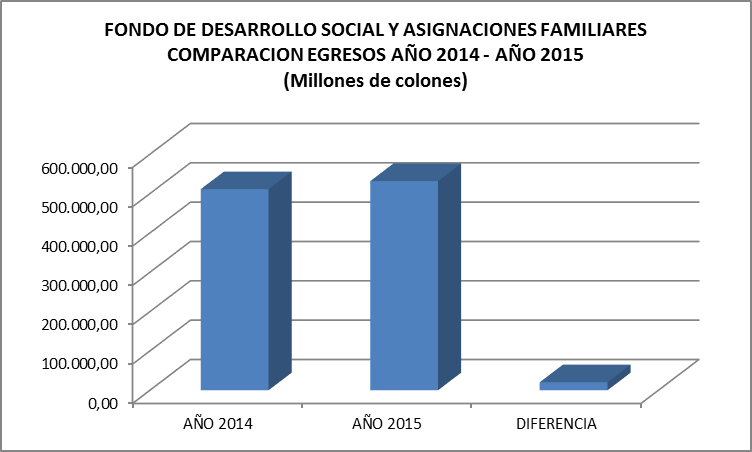 FONDO DE DESARROLLO SOCIAL Y ASIGNACIONES FAMILIARES
COMPARACION EGRESOS AÑO 2014 - AÑO 2015
(Millones de colones)
600.000,00
500.000,00
400.000,00
300.000,00
200.000,00
100.000,00
0,00
AÑO 2014
AÑO 2015
DIFERENCIA